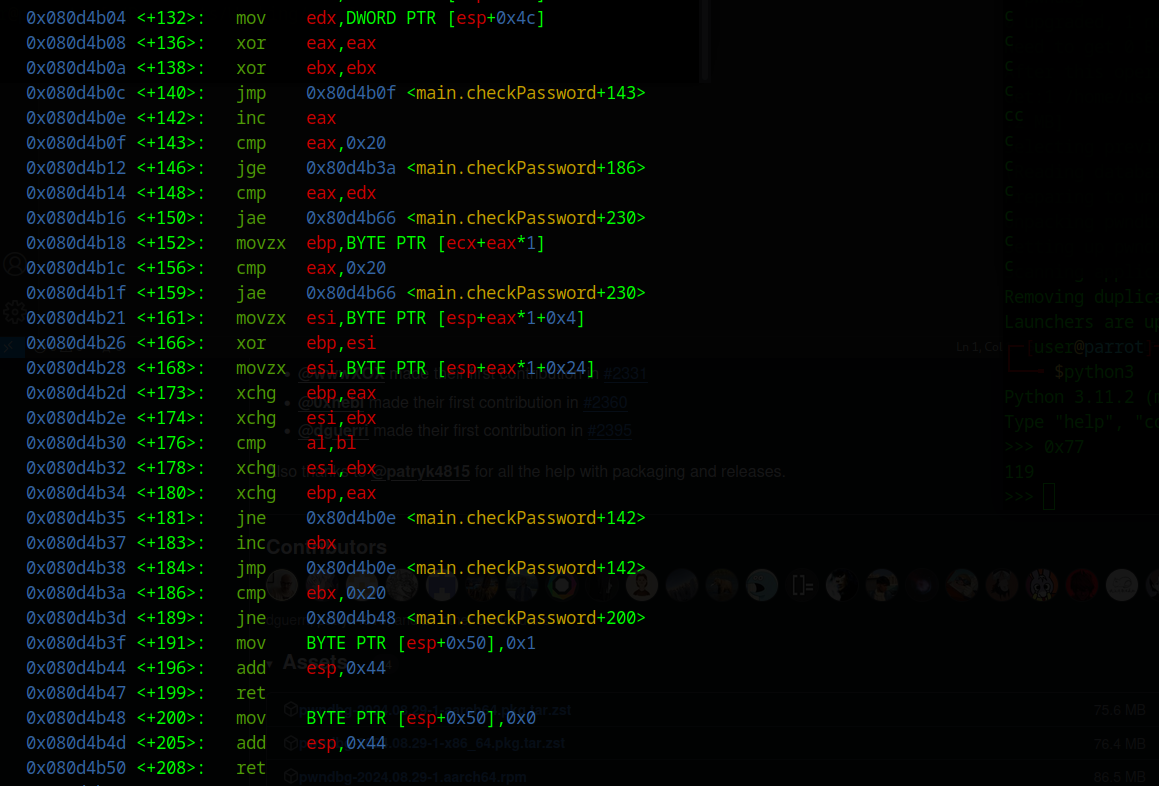 0x080d4b04 <+132>: mov edx,DWORD PTR [esp+0x4c]
0x080d4b08 <+136>: xor eax,eax
0x080d4b0a <+138>: xor ebx,ebx
0x080d4b0c <+140>: jmp 0x80d4b0f <main.checkPassword+143>
0x080d4b0e <+142>: inc eax
0x080d4b0f <+143>: cmp eax,0x20
0x080d4b12 <+146>: jge 0x80d4b3a <main.checkPassword+186>
0x080d4b14 <+148>: cmp eax,edx
0x080d4b16 <+150>: jae 0x80d4b66 <main.checkPassword+230>
0x080d4b18 <+152>: movzx ebp,BYTE PTR [ecx+eax*1]
0x080d4b1c <+156>: cmp eax,0x20
0x080d4b1f <+159>: jae 0x80d4b66 <main.checkPassword+230>
0x080d4b21 <+161>: movzx esi,BYTE PTR [esp+eax*1+0x4]
0x080d4b26 <+166>: xor ebp,esi
0x080d4b28 <+168>: movzx esi,BYTE PTR [esp+eax*1+0x24]
0x080d4b2d <+173>: xchg ebp,eax
0x080d4b2e <+174>: xchg esi,ebx
0x080d4b30 <+176>: cmp al,bl
0x080d4b32 <+178>: xchg esi,ebx
0x080d4b34 <+180>: xchg ebp,eax
0x080d4b35 <+181>: jne 0x80d4b0e <main.checkPassword+142>
0x080d4b37 <+183>: inc ebx
0x080d4b38 <+184>: jmp 0x80d4b0e <main.checkPassword+142>
0x080d4b3a <+186>: cmp ebx,0x20
0x080d4b3d <+189>: jne 0x80d4b48 <main.checkPassword+200>
0x080d4b3f <+191>: mov BYTE PTR [esp+0x50],0x1
0x080d4b44 <+196>: add esp,0x44
0x080d4b47 <+199>: ret
0x080d4b48 <+200>: mov BYTE PTR [esp+0x50],0x0
0x080d4b4d <+205>: add esp,0x44
0x080d4b50 <+208>: ret
c
c
c
c
cc
c
c
c
c
c
c
Removing duplic
Launchers are up
Ln 1, Col
user@parrot
$python3
Python 3.11.2 (
Type "help", "c
>>> 0x77
119
>>>
made their first contribution in #2331
made their first contribution in #2360
@dguerri made their first contribution in #2395
@patryk4815 for all the help with packaging and releases.
Contributors
Assets
75.6 MB
pwndbg-2024.08.29-1-x86_64.pkg.tar.zst 76.4 MB
pwndbg-2024.08.29-1.aarch64.rpm 86.5 MB